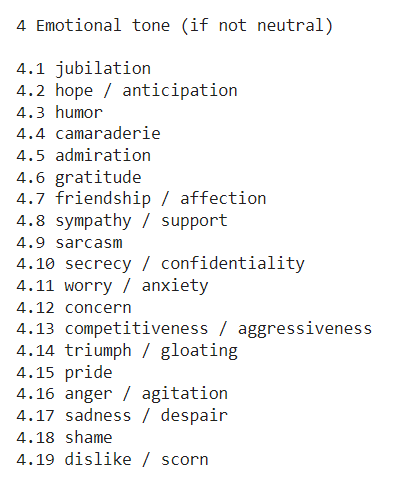 4 Emotional tone (if not neutral)
4.1 jubilation
4.2 hope / anticipation
4.3 humor
4.4 camaraderie
4.5 admiration
4.6 gratitude
4.7 friendship / affection
4.8 sympathy / support
4.9 sarcasm
4.10 secrecy / confidentiality
4.11 worry / anxiety
4.12 concern
4.13 competitiveness / aggressiveness
4.14 triumph / gloating
4.15 pride
4.16 anger / agitation
4.17 sadness / despair
4.18 shame
4.19 dislike / scorn